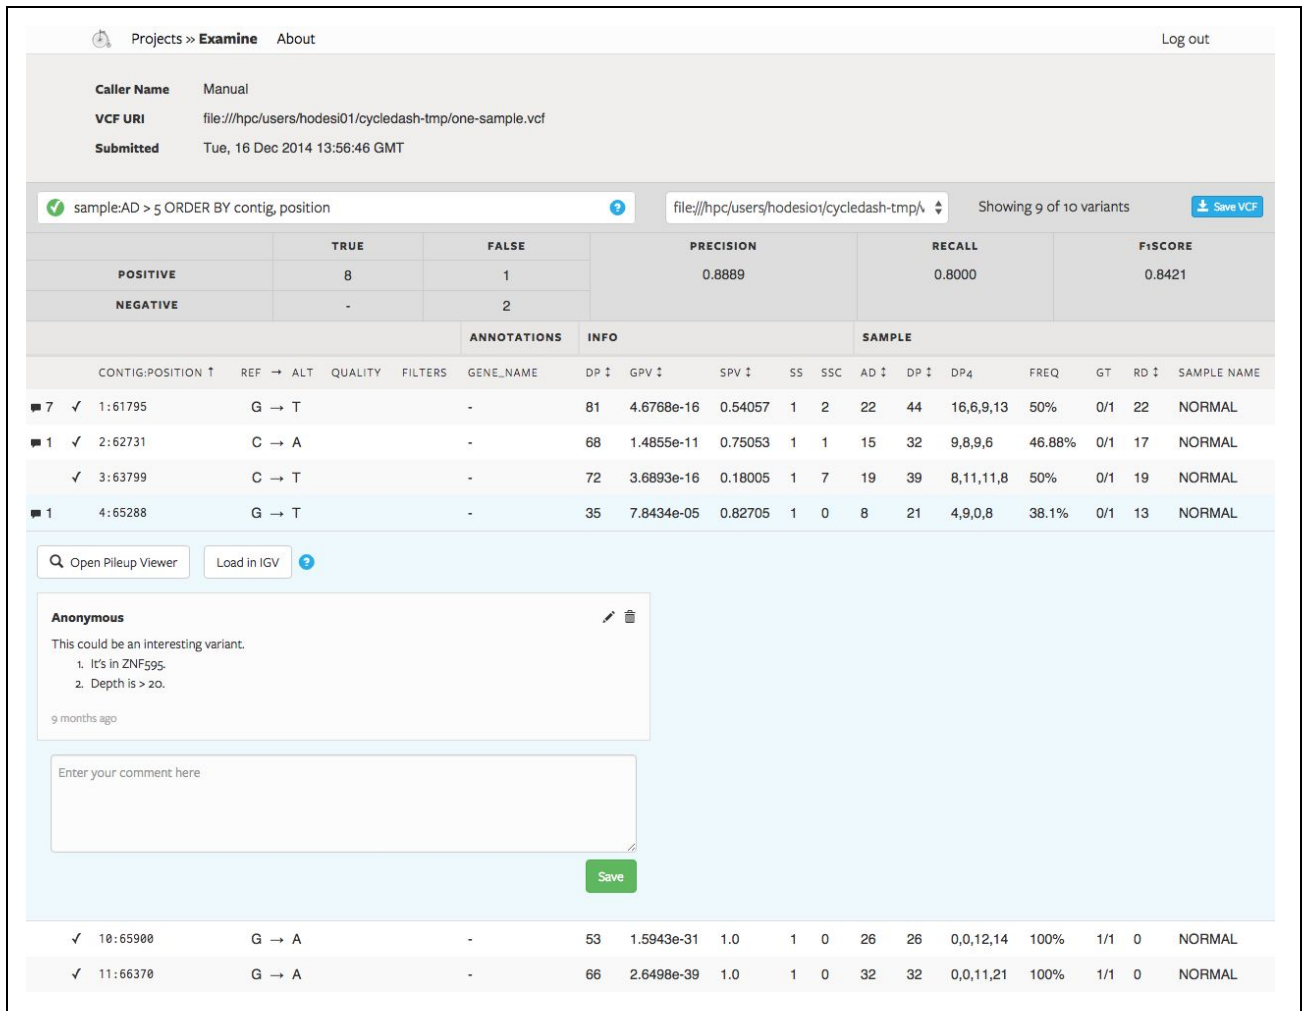 Projects » Examine About Log out
Caller Name Manual
VCF URI file:///hpc/users/hodesi01/cycledash-tmp/one-sample.vcf
Submitted Tue, 16 Dec 2014 13:56:46 GMT
sample:AD > 5 ORDER BY contig, position ? file:///hpc/users/hodesi01/cycledash-tmp/v Showing 9 of 10 variants Save VCF
TRUE FALSE PRECISION RECALL F1SCORE
POSITIVE 8 1 0.8889 0.8000 0.8421
NEGATIVE - 2
ANNOTATIONS INFO SAMPLE
CONTIG:POSITION ↑ REF → ALT QUALITY FILTERS GENE_NAME DP ↕ GPV ↕ SPV ↕ SS SSC AD ↕ DP ↕ DP4 FREQ GT RD ↕ SAMPLE NAME
7 ✓ 1:61795 G → T - 81 4.6768e-16 0.54057 1 2 22 44 16,6,9,13 50% 0/1 22 NORMAL
1 ✓ 2:62731 C → A - 68 1.4855e-11 0.75053 1 1 15 32 9,8,9,6 46.88% 0/1 17 NORMAL
✓ 3:63799 C → T - 72 3.6893e-16 0.18005 1 7 19 39 8,11,11,8 50% 0/1 19 NORMAL
1 4:65288 G → T - 35 7.8434e-05 0.82705 1 0 8 21 4,9,0,8 38.1% 0/1 13 NORMAL
Open Pileup Viewer Load in IGV ?
Anonymous
This could be an interesting variant.
1. It's in ZNF595.
2. Depth is > 20.
9 months ago
Enter your comment here
Save
✓ 10:65900 G → A - 53 1.5943e-31 1.0 1 0 26 26 0,0,12,14 100% 1/1 0 NORMAL
✓ 11:66370 G → A - 66 2.6498e-39 1.0 1 0 32 32 0,0,11,21 100% 1/1 0 NORMAL